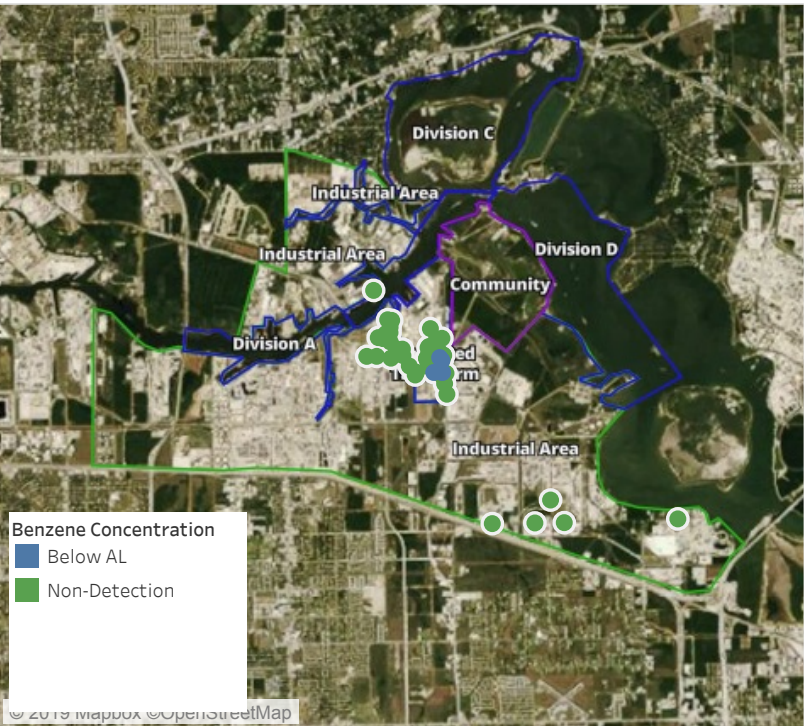 Division C
Industrial Area
Division D
Industrial Area
Community
Division A
Industrial Area
Benzene Concentration
Below AL
Non-Detection
© 2019 Mapbox ©OpenStreetMap